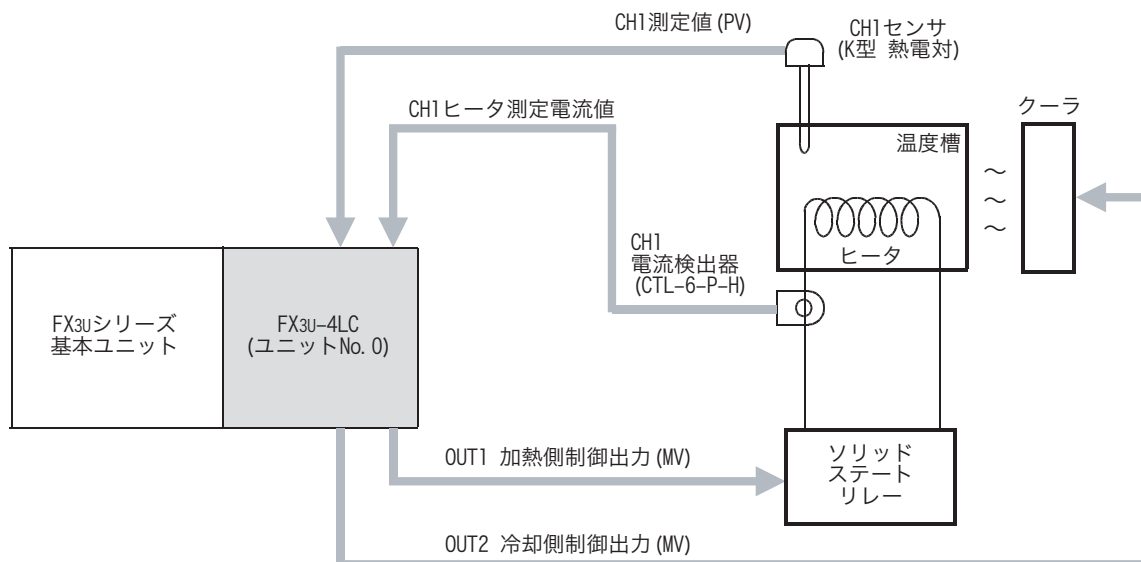 CH1測定値(PV)
CH1センサ
(K型 熱電対)
CH1ヒータ測定電流値
クーラ
温度槽
～
～
～
ヒータ
CH1
電流検出器
(CTL-6-P-H)
FX3Uシリーズ
基本ユニット
FX3U-4LC
(ユニットNo.0)
OUT1 加熱側制御出力(MV)
ソリッド
ステート
リレー
OUT2 冷却側制御出力(MV)